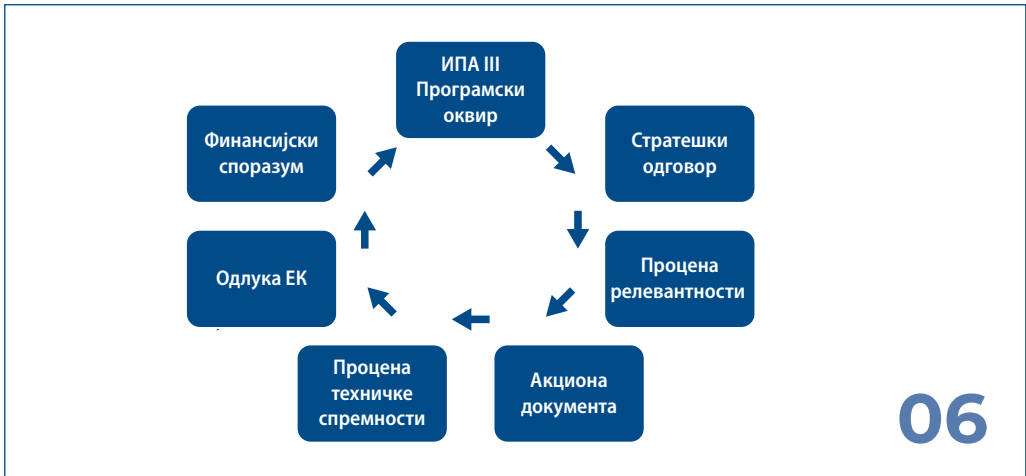 ИПА III
Програмски
оквир
Стратешки
одговор
Процена
релевантности
Акциона
документа
Процена
техничке
спремности
Одлука ЕК
Финансијски
споразум
06